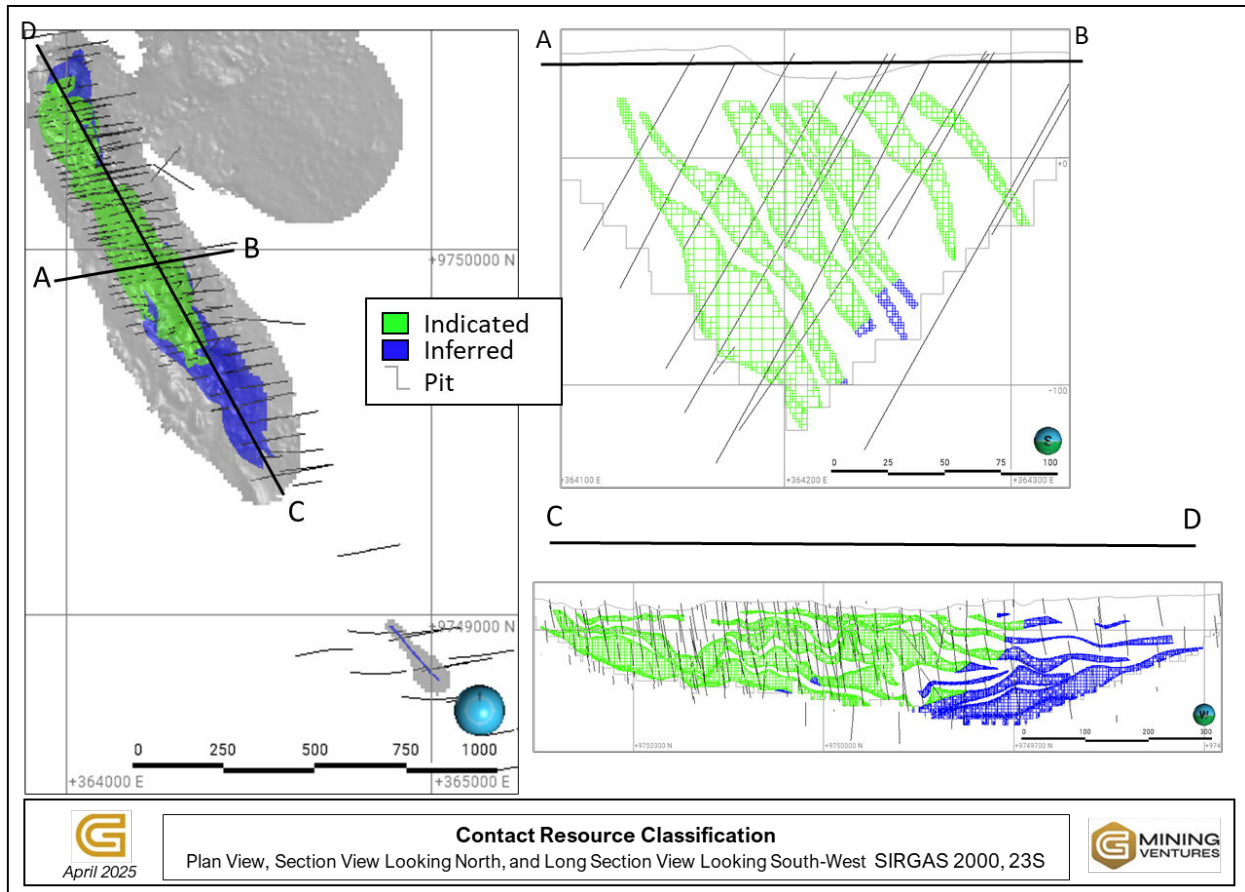 D
A
B
C
+9750000 N
+9749000 N
0 250 500 750 1000
+364000 E
+365000 E
Indicated
Inferred
Pit
A
B
+0
-100
S
0 25 50 75 100
+364100 E
+364200 E
+364300 E
C
D
W
0 100 200 300
+9750300 N
+9750000 N
+9749700 N
+974
April 2025
Contact Resource Classification
Plan View, Section View Looking North, and Long Section View Looking South-West SIRGAS 2000, 23S
G MINING
VENTURES